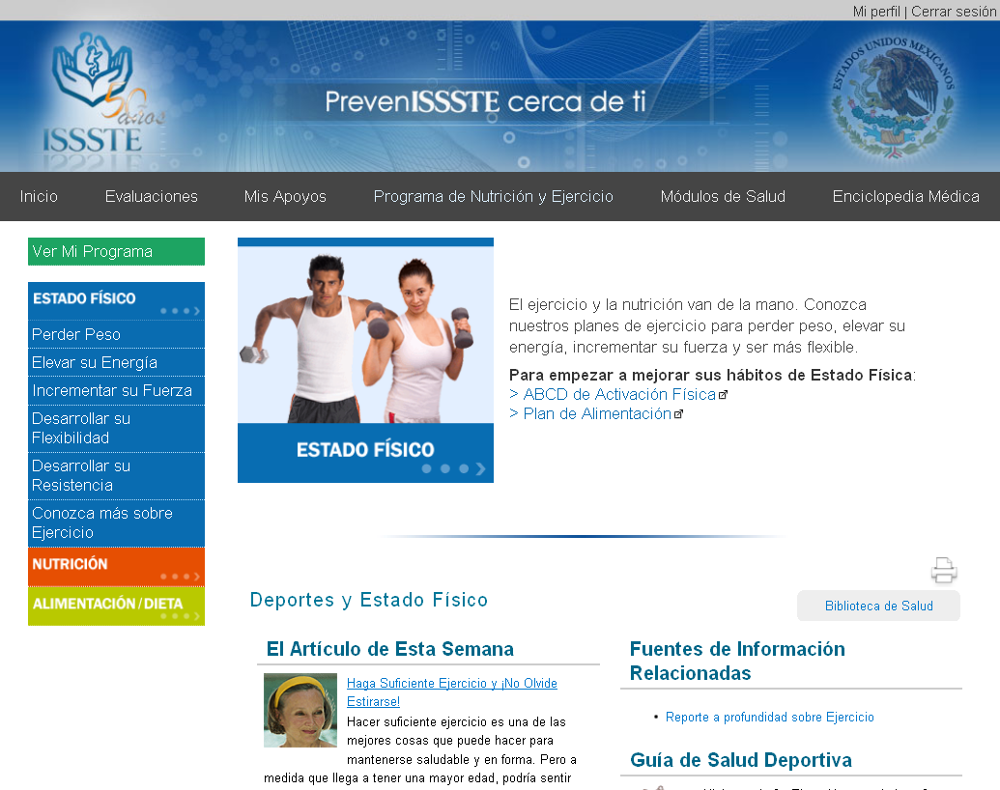 Mi perfil | Cerrar sesión
50 años
ISSSTE
PrevenISSSTE cerca de ti
ESTADOS UNIDOS MEXICANOS
Inicio
Evaluaciones
Mis Apoyos
Programa de Nutrición y Ejercicio
Módulos de Salud
Enciclopedia Médica
Ver Mi Programa
ESTADO FÍSICO
Perder Peso
Elevar su Energía
Incrementar su Fuerza
Desarrollar su
Flexibilidad
Desarrollar su
Resistencia
Conozca más sobre
Ejercicio
NUTRICIÓN
ALIMENTACIÓN / DIETA
ESTADO FÍSICO
El ejercicio y la nutrición van de la mano. Conozca
nuestros planes de ejercicio para perder peso, elevar su
energía, incrementar su fuerza y ser más flexible.
Para empezar a mejorar sus hábitos de Estado Física:
> ABCD de Activación Física
> Plan de Alimentación
Deportes y Estado Físico
Biblioteca de Salud
El Artículo de Esta Semana
Haga Suficiente Ejercicio y ¡No Olvide
Estirarse!
Hacer suficiente ejercicio es una de las
mejores cosas que puede hacer para
mantenerse saludable y en forma. Pero a
medida que llega a tener una mayor edad, podría sentir
Fuentes de Información
Relacionadas
• Reporte a profundidad sobre Ejercicio
Guía de Salud Deportiva